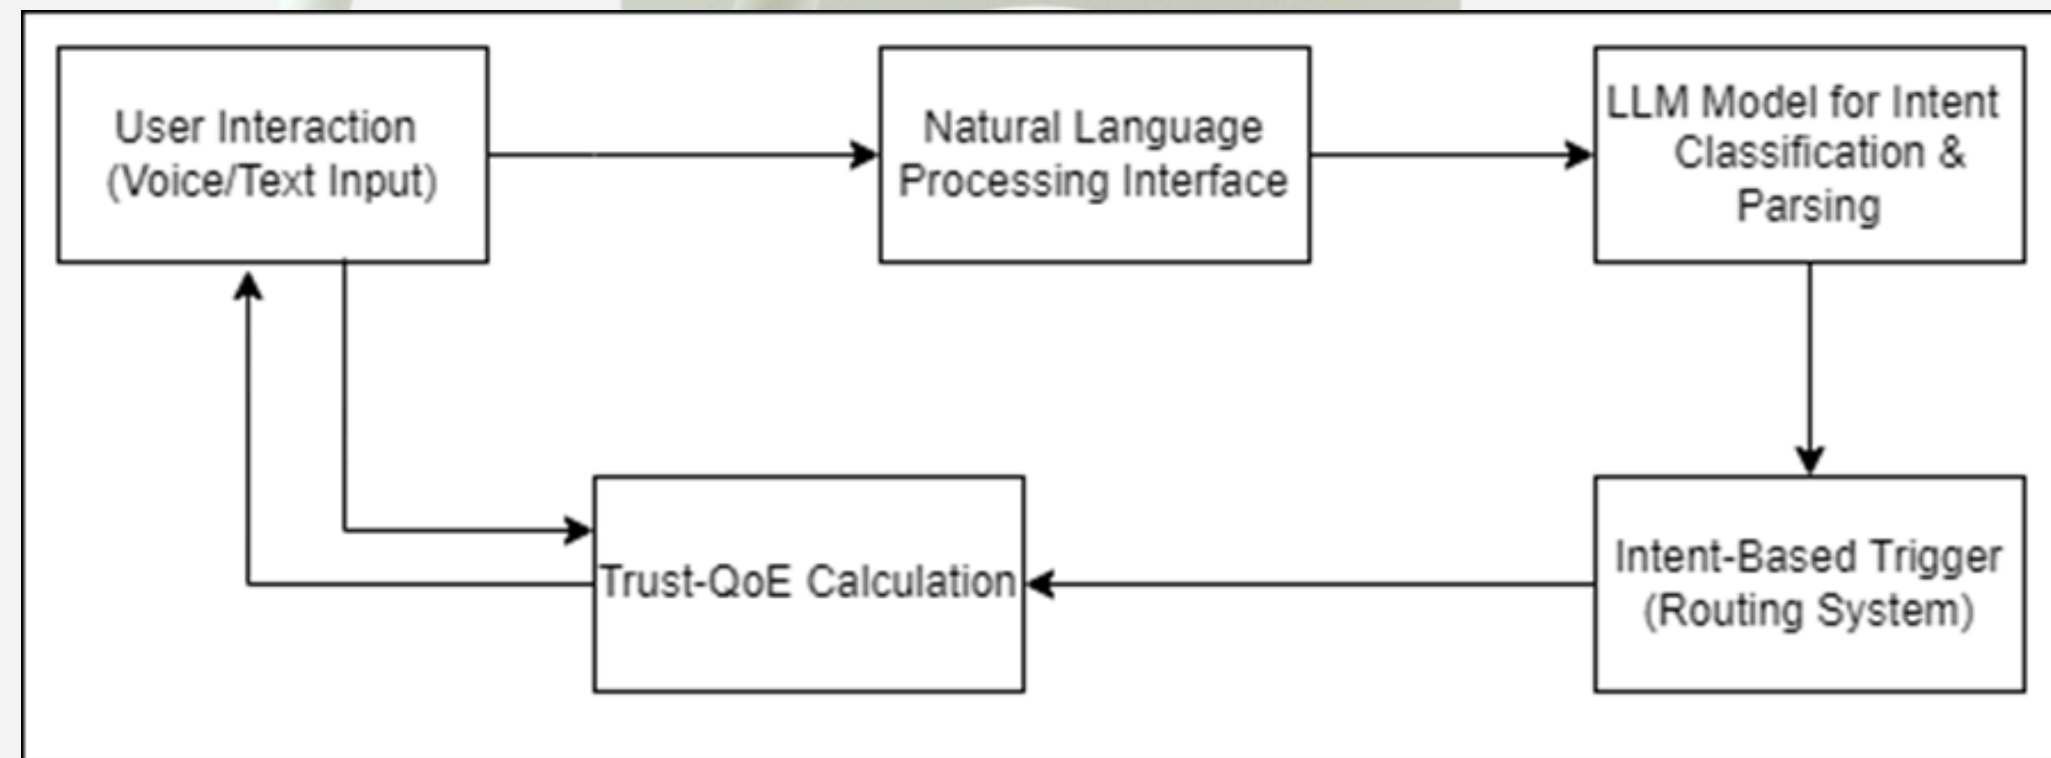 User Interaction
(Voice/Text Input)
Natural Language
Processing Interface
LLM Model for Intent
Classification &
Parsing
Trust-QoE Calculation
Intent-Based Trigger
(Routing System)